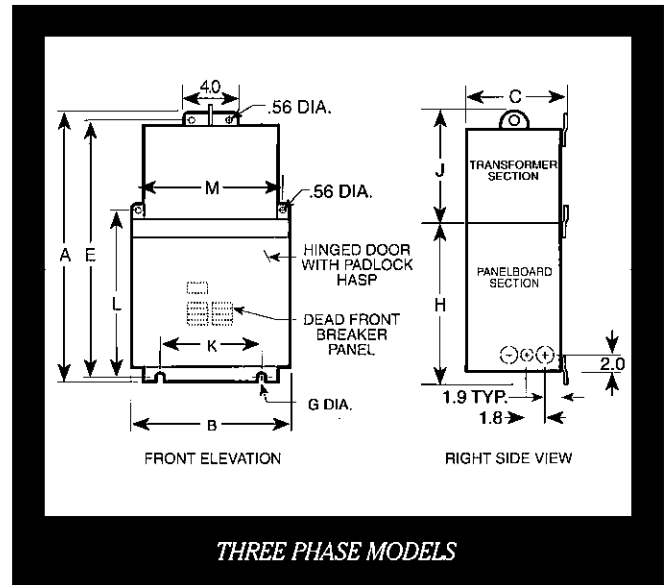 4.0
.56 DIA.
C
M
.56 DIA.
J
TRANSFORMER
SECTION
A
E
L
HINGED DOOR
WITH PADLOCK
HASP
H
PANELBOARD
SECTION
DEAD FRONT
BREAKER
PANEL
K
2.0
G DIA.
1.9 TYP.
1.8
B
FRONT ELEVATION
RIGHT SIDE VIEW
THREE PHASE MODELS